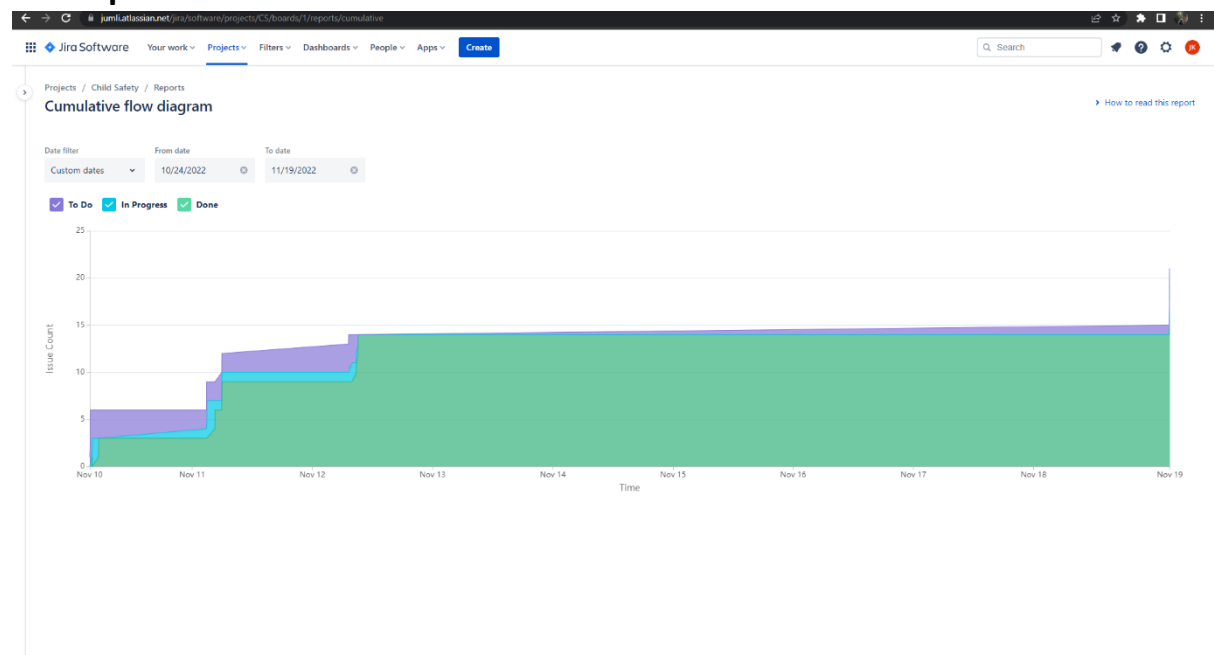 jumli.atlassian.net/jira/software/projects/CS/boards/1/reports/cumulative
Jira Software Your work Projects Filters Dashboards People Apps Create Search JK
Projects / Child Safety / Reports
Cumulative flow diagram
How to read this report
Date filter From date To date
Custom dates 10/24/2022 11/19/2022
To Do In Progress Done
25
20
15
10
5
0
Issue Count
Nov 10 Nov 11 Nov 12 Nov 13 Nov 14 Nov 15 Nov 16 Nov 17 Nov 18 Nov 19
Time